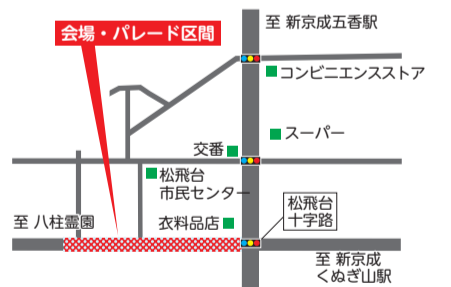 至 新京成五香駅
会場・パレード区間
コンビニエンスストア
スーパー
交番
松飛台
市民センター
至 八柱霊園
衣料品店
松飛台
十字路
至 新京成
くぬぎ山駅